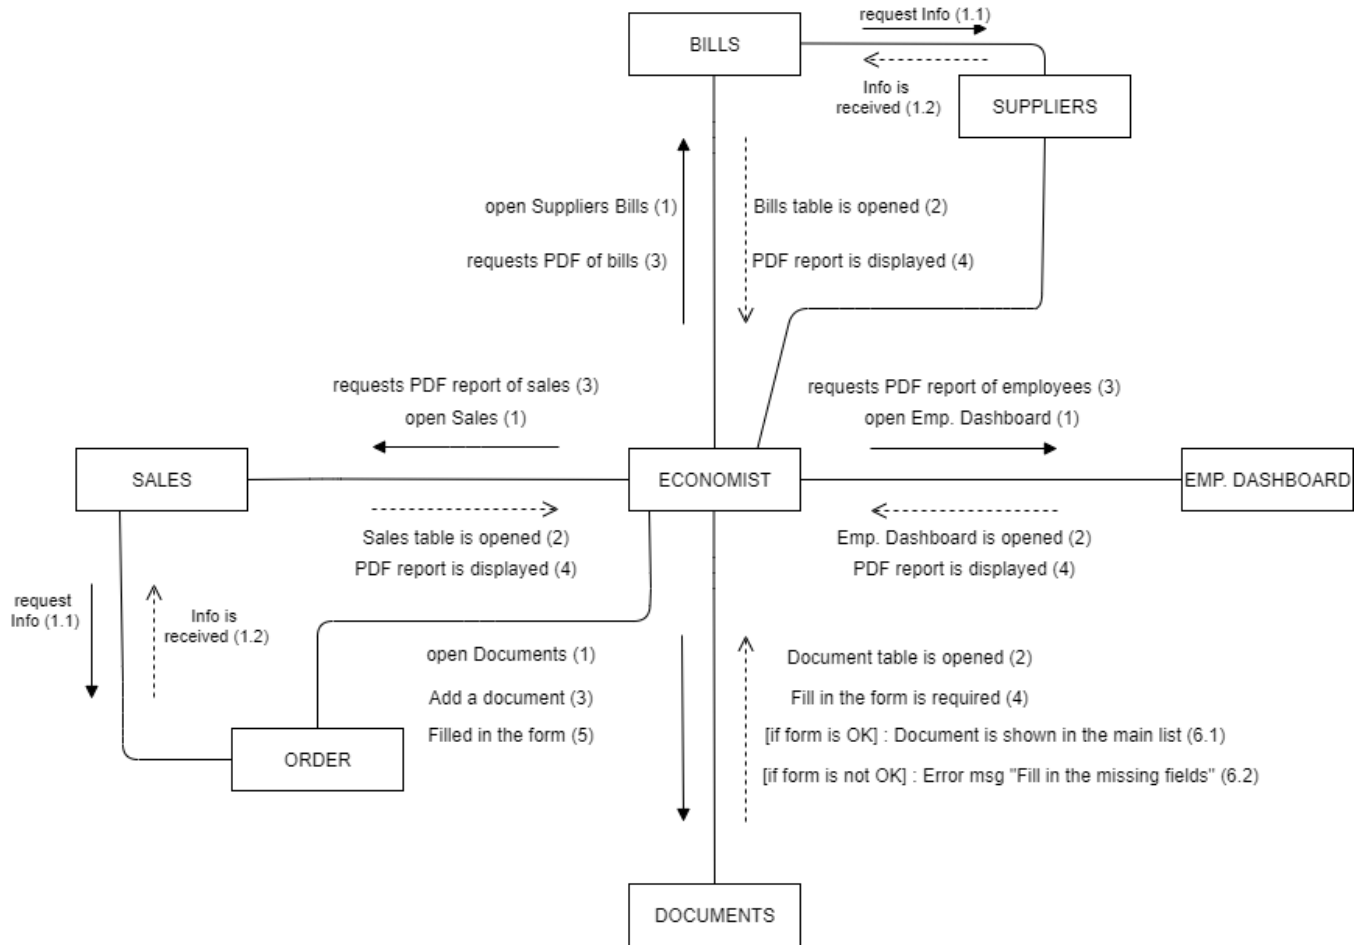 request Info (1.1)
BILLS
Info is
received (1.2)
SUPPLIERS
open Suppliers Bills (1)
Bills table is opened (2)
requests PDF of bills (3)
PDF report is displayed (4)
requests PDF report of sales (3)
requests PDF report of employees (3)
open Sales (1)
open Emp. Dashboard (1)
SALES
ECONOMIST
EMP. DASHBOARD
Sales table is opened (2)
Emp. Dashboard is opened (2)
PDF report is displayed (4)
PDF report is displayed (4)
request
Info (1.1)
Info is
received (1.2)
open Documents (1)
Document table is opened (2)
Add a document (3)
Fill in the form is required (4)
Filled in the form (5)
[if form is OK] : Document is shown in the main list (6.1)
ORDER
[if form is not OK] : Error msg "Fill in the missing fields" (6.2)
DOCUMENTS